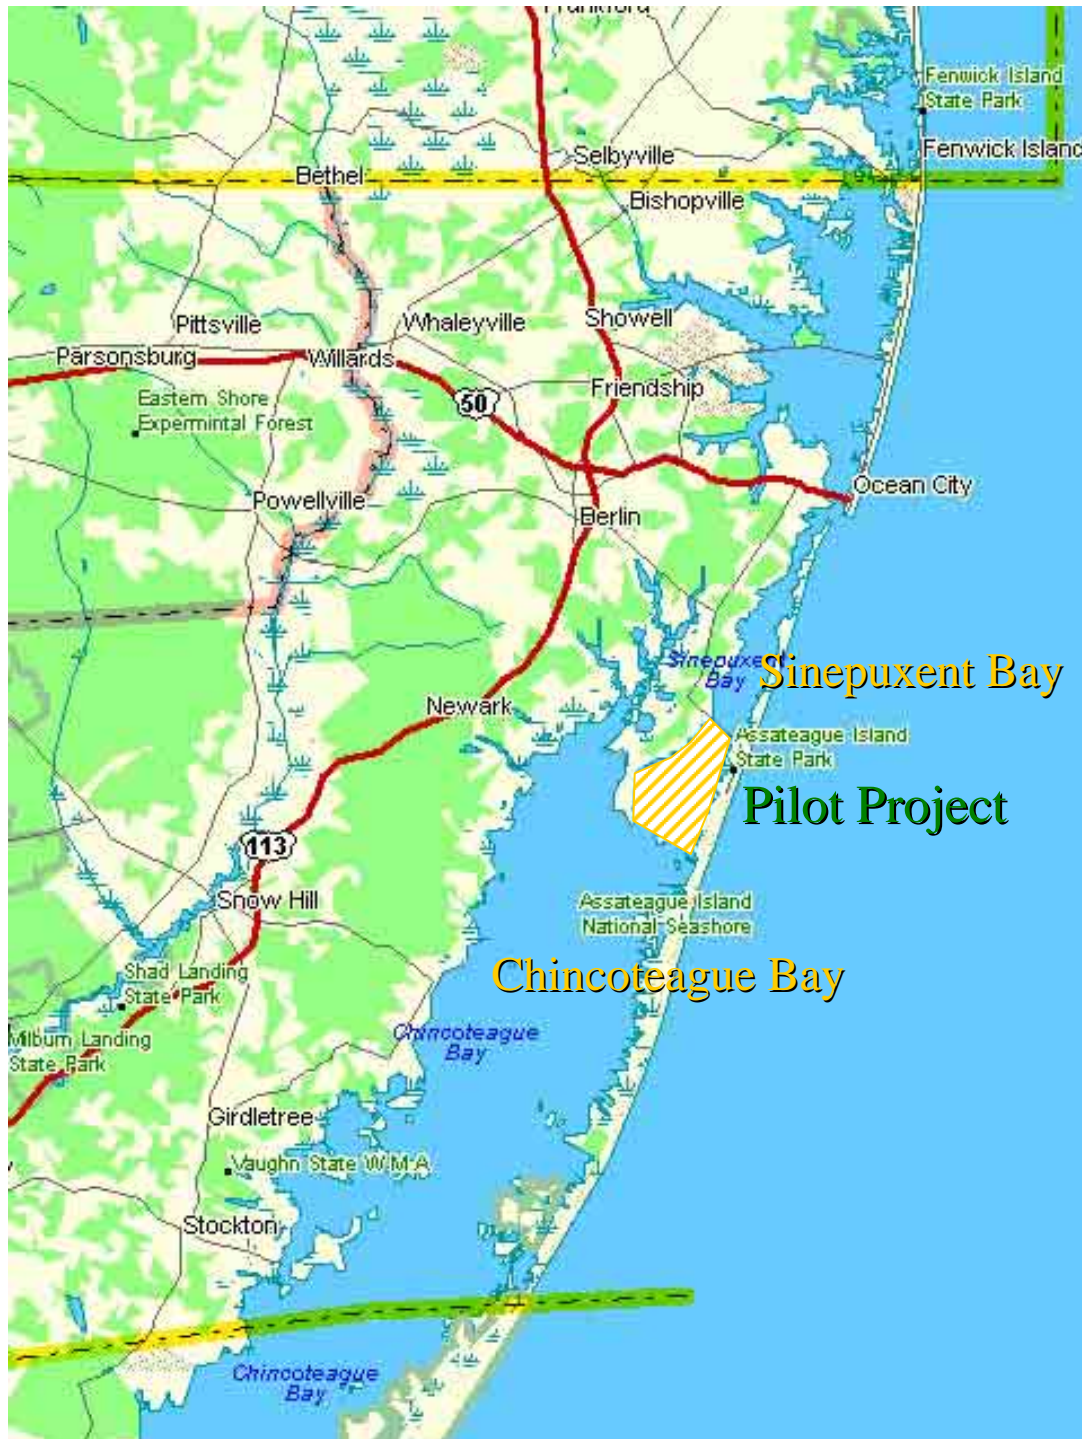 Frankford
Fenwick Island
State Park
Fenwick Island
Selbyville
Bethel
Bishopville
Pittsville
Whaleyville
Showell
Parsonsburg
Willards
Friendship
Eastern Shore
Expermintal Forest
50
Ocean City
Powellville
Berlin
Sinepuxent
Bay
Sinepuxent Bay
Newark
Assateague Island
State Park
Pilot Project
113
Snow Hill
Assateague Island
National Seashore
Shad Landing
State Park
Chincoteague Bay
Milburn Landing
State Park
Chincoteague
Bay
Girdletree
Vaughn State W-M-A
Stockton
Chincoteague
Bay